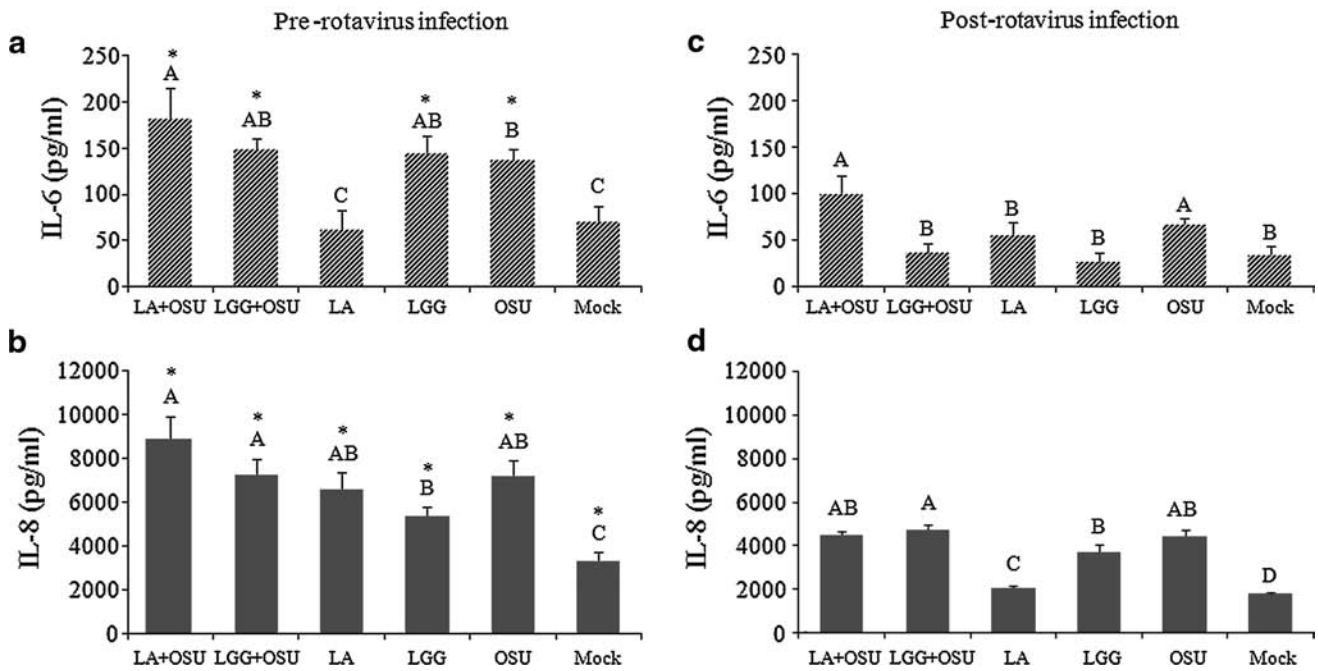 Pre-rotavirus infection
Post-rotavirus infection
a
IL-6 (pg/ml)
250
200
150
100
50
0
* * * *
A AB C AB B C
LA+OSU LGG+OSU LA LGG OSU Mock
c
IL-6 (pg/ml)
250
200
150
100
50
0
A B B B A B
LA+OSU LGG+OSU LA LGG OSU Mock
b
IL-8 (pg/ml)
12000
10000
8000
6000
4000
2000
0
* * * * * *
A A AB B AB C
LA+OSU LGG+OSU LA LGG OSU Mock
d
IL-8 (pg/ml)
12000
10000
8000
6000
4000
2000
0
AB A C B AB D
LA+OSU LGG+OSU LA LGG OSU Mock